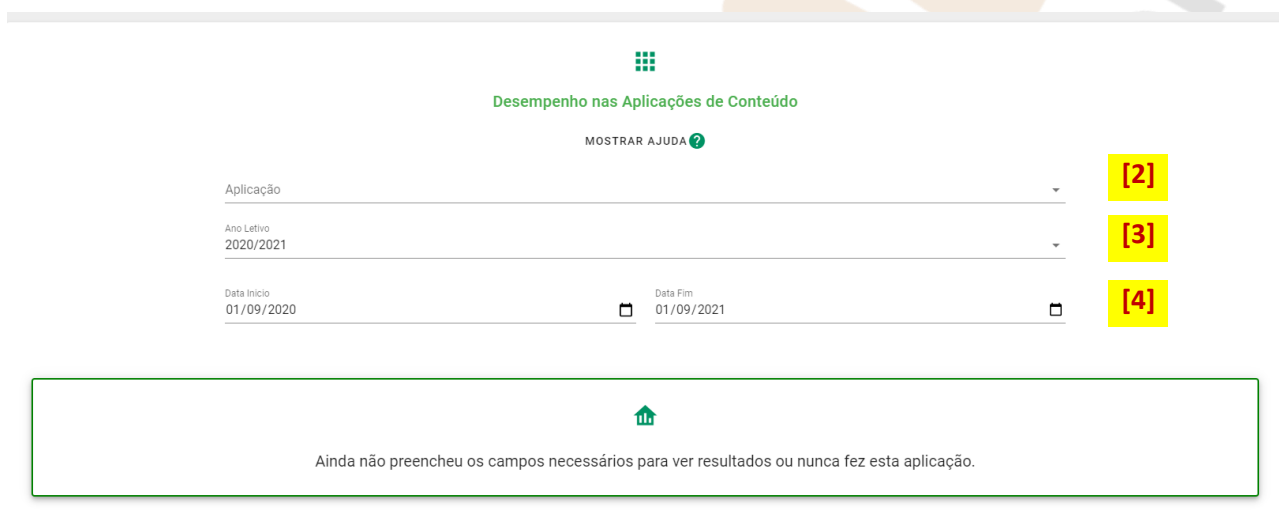 Desempenho nas Aplicações de Conteúdo
MOSTRAR AJUDA ?
Aplicação
[2]
Ano Letivo
2020/2021
[3]
Data Inicio Data Fim
01/09/2020 01/09/2021
[4]
Ainda não preencheu os campos necessários para ver resultados ou nunca fez esta aplicação.